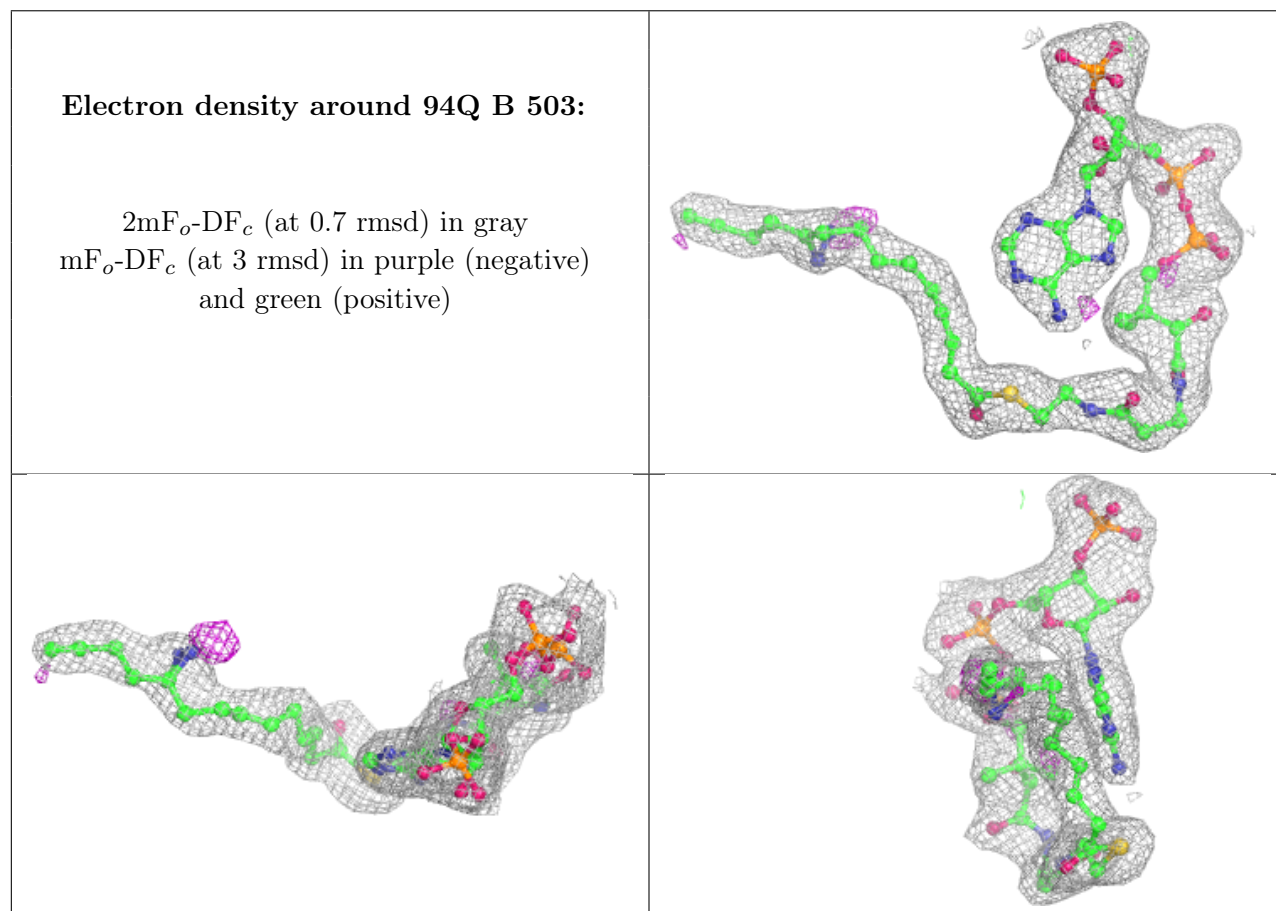 Electron density around 94Q B 503:
2mFo-DFc (at 0.7 rmsd) in gray
mFo-DFc (at 3 rmsd) in purple (negative)
and green (positive)